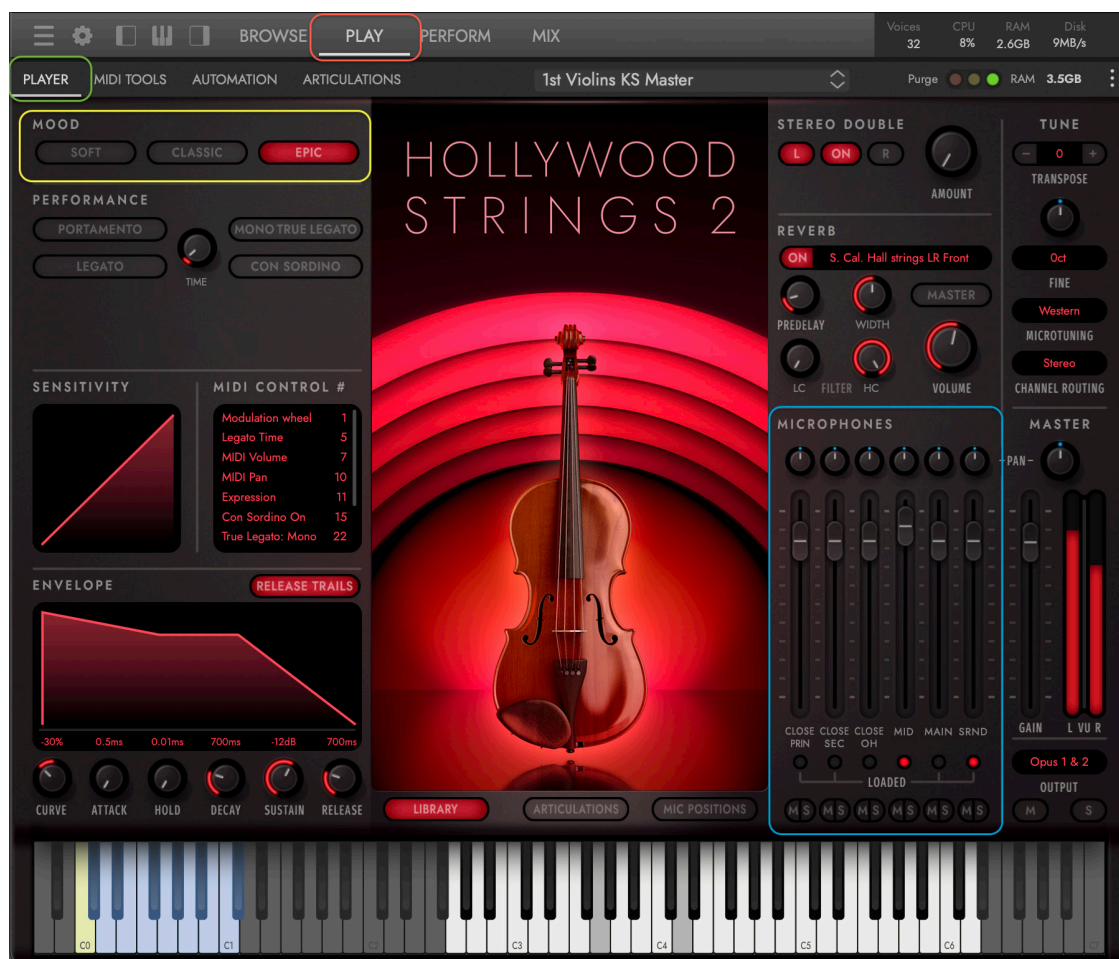 BROWSE PLAY PERFORM MIX
Voices CPU RAM Disk
32 8% 2.6GB 9MB/s
PLAYER MIDI TOOLS AUTOMATION ARTICULATIONS
1st Violins KS Master
Purge RAM 3.5GB
MOOD
SOFT CLASSIC EPIC
PERFORMANCE
PORTAMENTO MONO TRUE LEGATO
LEGATO CON SORDINO
TIME
SENSITIVITY
MIDI CONTROL #
Modulation wheel 1
Legato Time 5
MIDI Volume 7
MIDI Pan 10
Expression 11
Con Sordino On 15
True Legato: Mono 22
ENVELOPE RELEASE TRAILS
-30% 0.5ms 0.01ms 700ms -12dB 700ms
CURVE ATTACK HOLD DECAY SUSTAIN RELEASE
HOLLYWOOD
STRINGS 2
LIBRARY ARTICULATIONS MIC POSITIONS
STEREO DOUBLE
L ON R
AMOUNT
REVERB
ON S. Cal. Hall strings LR Front
MASTER
PREDELAY WIDTH
LC FILTER HC VOLUME
MICROPHONES
CLOSE PRIN
CLOSE SEC
CLOSE OH
MID MAIN SRND
LOADED
M S M S M S M S M S M S
TUNE
- 0 +
TRANSPOSE
0ct
FINE
Western
MICROTUNING
Stereo
CHANNEL ROUTING
MASTER
-PAN-
GAIN L VU R
Opus 1 & 2
OUTPUT
M S
C0 C1 C2 C3 C4 C5 C6 C7